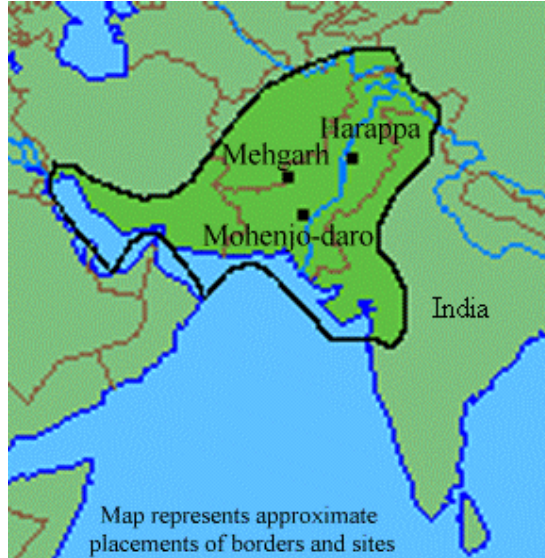 Harappa
Mehgarh
Mohenjo-daro
India
Map represents approximate
placements of borders and sites